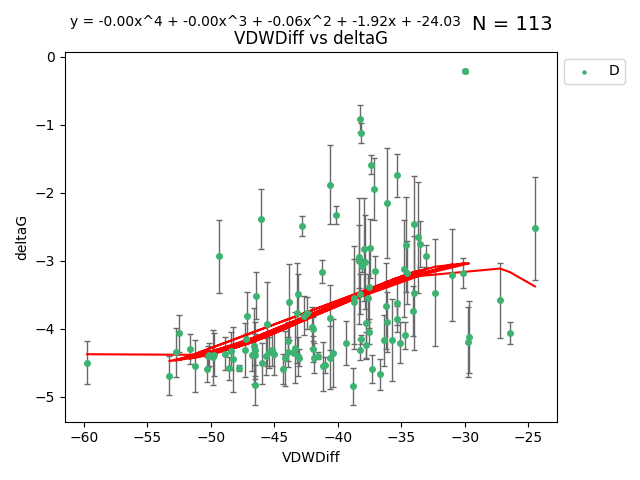 y = -0.00x^4 + -0.00x^3 + -0.06x^2 + -1.92x + -24.03 N = 113
VDWDiff vs deltaG
D
deltaG
0
−1
−2
−3
−4
−5
−60 −55 −50 −45 −40 −35 −30 −25
VDWDiff